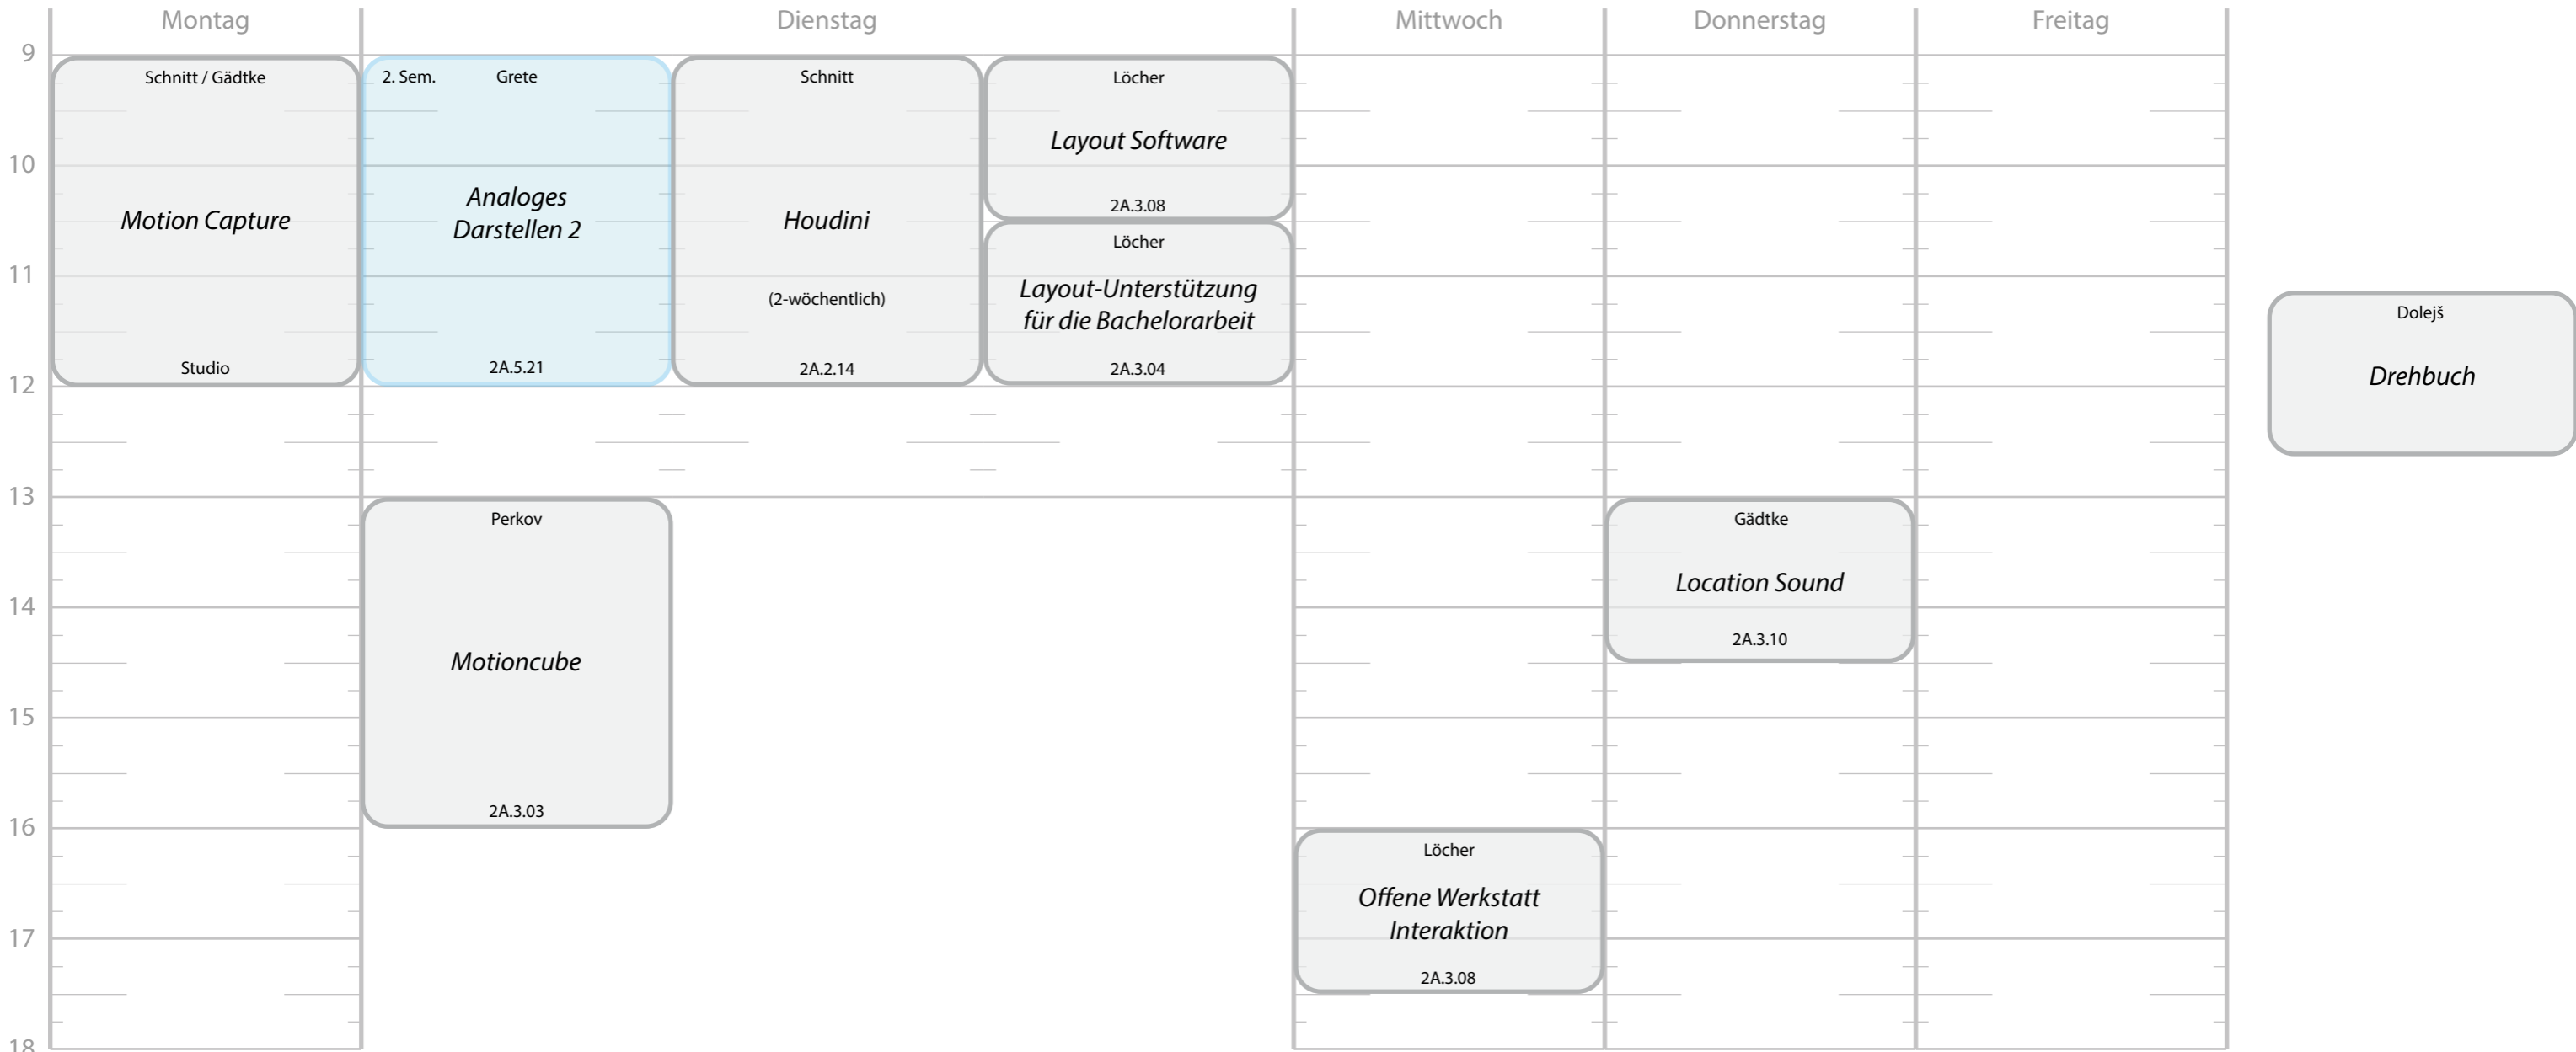 Montag
Dienstag
Mittwoch
Donnerstag
Freitag
9
10
11
12
13
14
15
16
17
18
Schnitt / Gädtke
Motion Capture
Studio
2. Sem. Grete
Analoges
Darstellen 2
2A.5.21
Schnitt
Houdini
(2-wöchentlich)
2A.2.14
Löcher
Layout Software
2A.3.08
Löcher
Layout-Unterstützung
für die Bachelorarbeit
2A.3.04
Perkov
Motioncube
2A.3.03
Löcher
Offene Werkstatt
Interaktion
2A.3.08
Gädtke
Location Sound
2A.3.10
Dolejš
Drehbuch